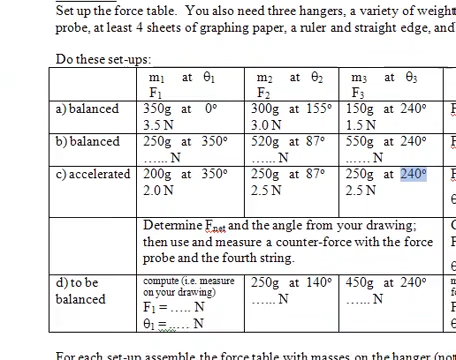 Set up the force table. You also need three hangers, a variety of weight
probe, at least 4 sheets of graphing paper, a ruler and straight edge, and
Do these set-ups:
m1 at θ1 m2 at θ2 m3 at θ3
F1 F2 F3
a) balanced 350g at 0° 300g at 155° 150g at 240°
3.5 N 3.0 N 1.5 N
b) balanced 250g at 350° 520g at 87° 550g at 240°
…... N …... N …... N
c) accelerated 200g at 350° 250g at 87° 250g at 240°
2.0 N 2.5 N 2.5 N
Determine Fnet and the angle from your drawing;
then use and measure a counter-force with the force
probe and the fourth string.
d) to be compute (i.e. measure 250g at 140° 450g at 240°
balanced on your drawing) …... N …... N
F1 = ….. N
θ1 = ..… N
For each set-up assemble the force table with masses on the hanger (not